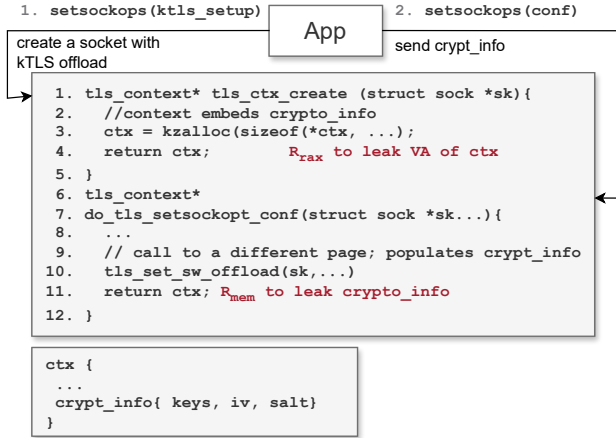 1. setsockops(ktls_setup)
App
2. setsockops(conf)
create a socket with
kTLS offload
send crypt_info
1. tls_context* tls_ctx_create (struct sock *sk){
2. //context embeds crypto_info
3. ctx = kzalloc(sizeof(*ctx, ...);
4. return ctx; Rrax to leak VA of ctx
5. }
6. tls_context*
7. do_tls_setsockopt_conf(struct sock *sk...){
8. ...
9. // call to a different page; populates crypt_info
10. tls_set_sw_offload(sk,...)
11. return ctx; Rmem to leak crypto_info
12. }
ctx {
...
crypt_info{ keys, iv, salt}
}